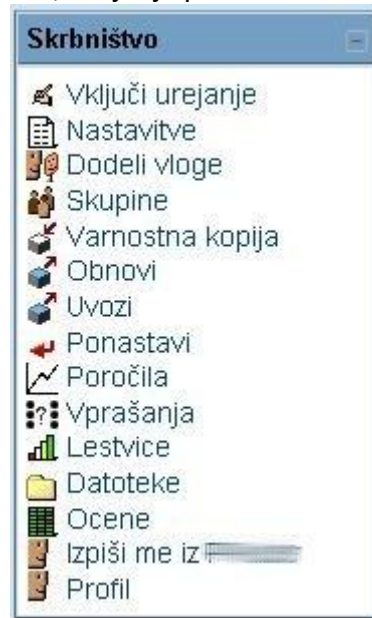 Skrbništvo
Vključi urejanje
Nastavitve
Dodeli vloge
Skupine
Varnostna kopija
Obnovi
Uvozi
Ponastavi
Poročila
Vprašanja
Lestvice
Datoteke
Ocene
Izpiši me iz
Profil